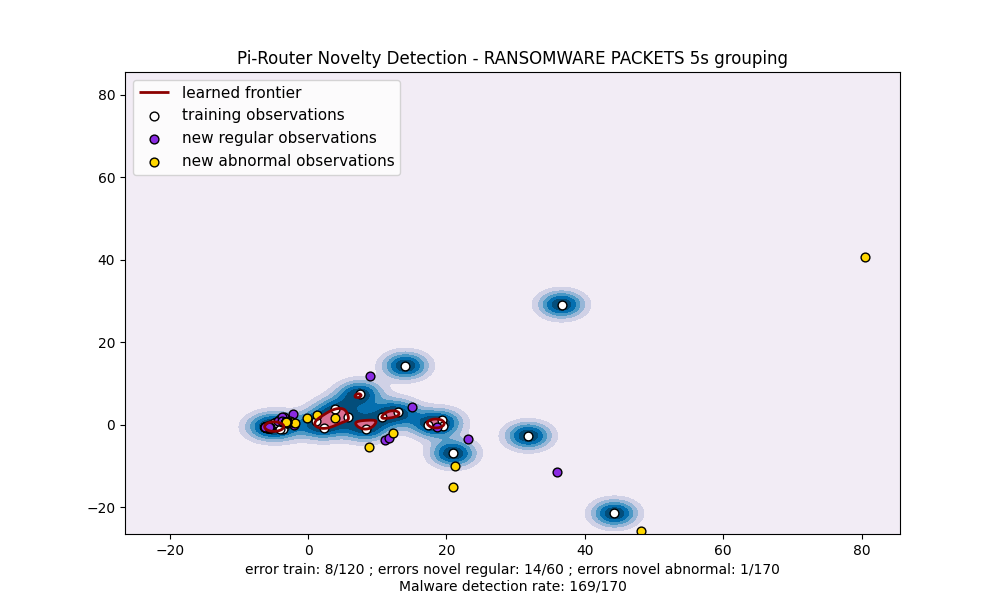 Pi-Router Novelty Detection - RANSOMWARE PACKETS 5s grouping
learned frontier
training observations
new regular observations
new abnormal observations
80
60
40
20
0
−20
−20 0 20 40 60 80
error train: 8/120 ; errors novel regular: 14/60 ; errors novel abnormal: 1/170
Malware detection rate: 169/170